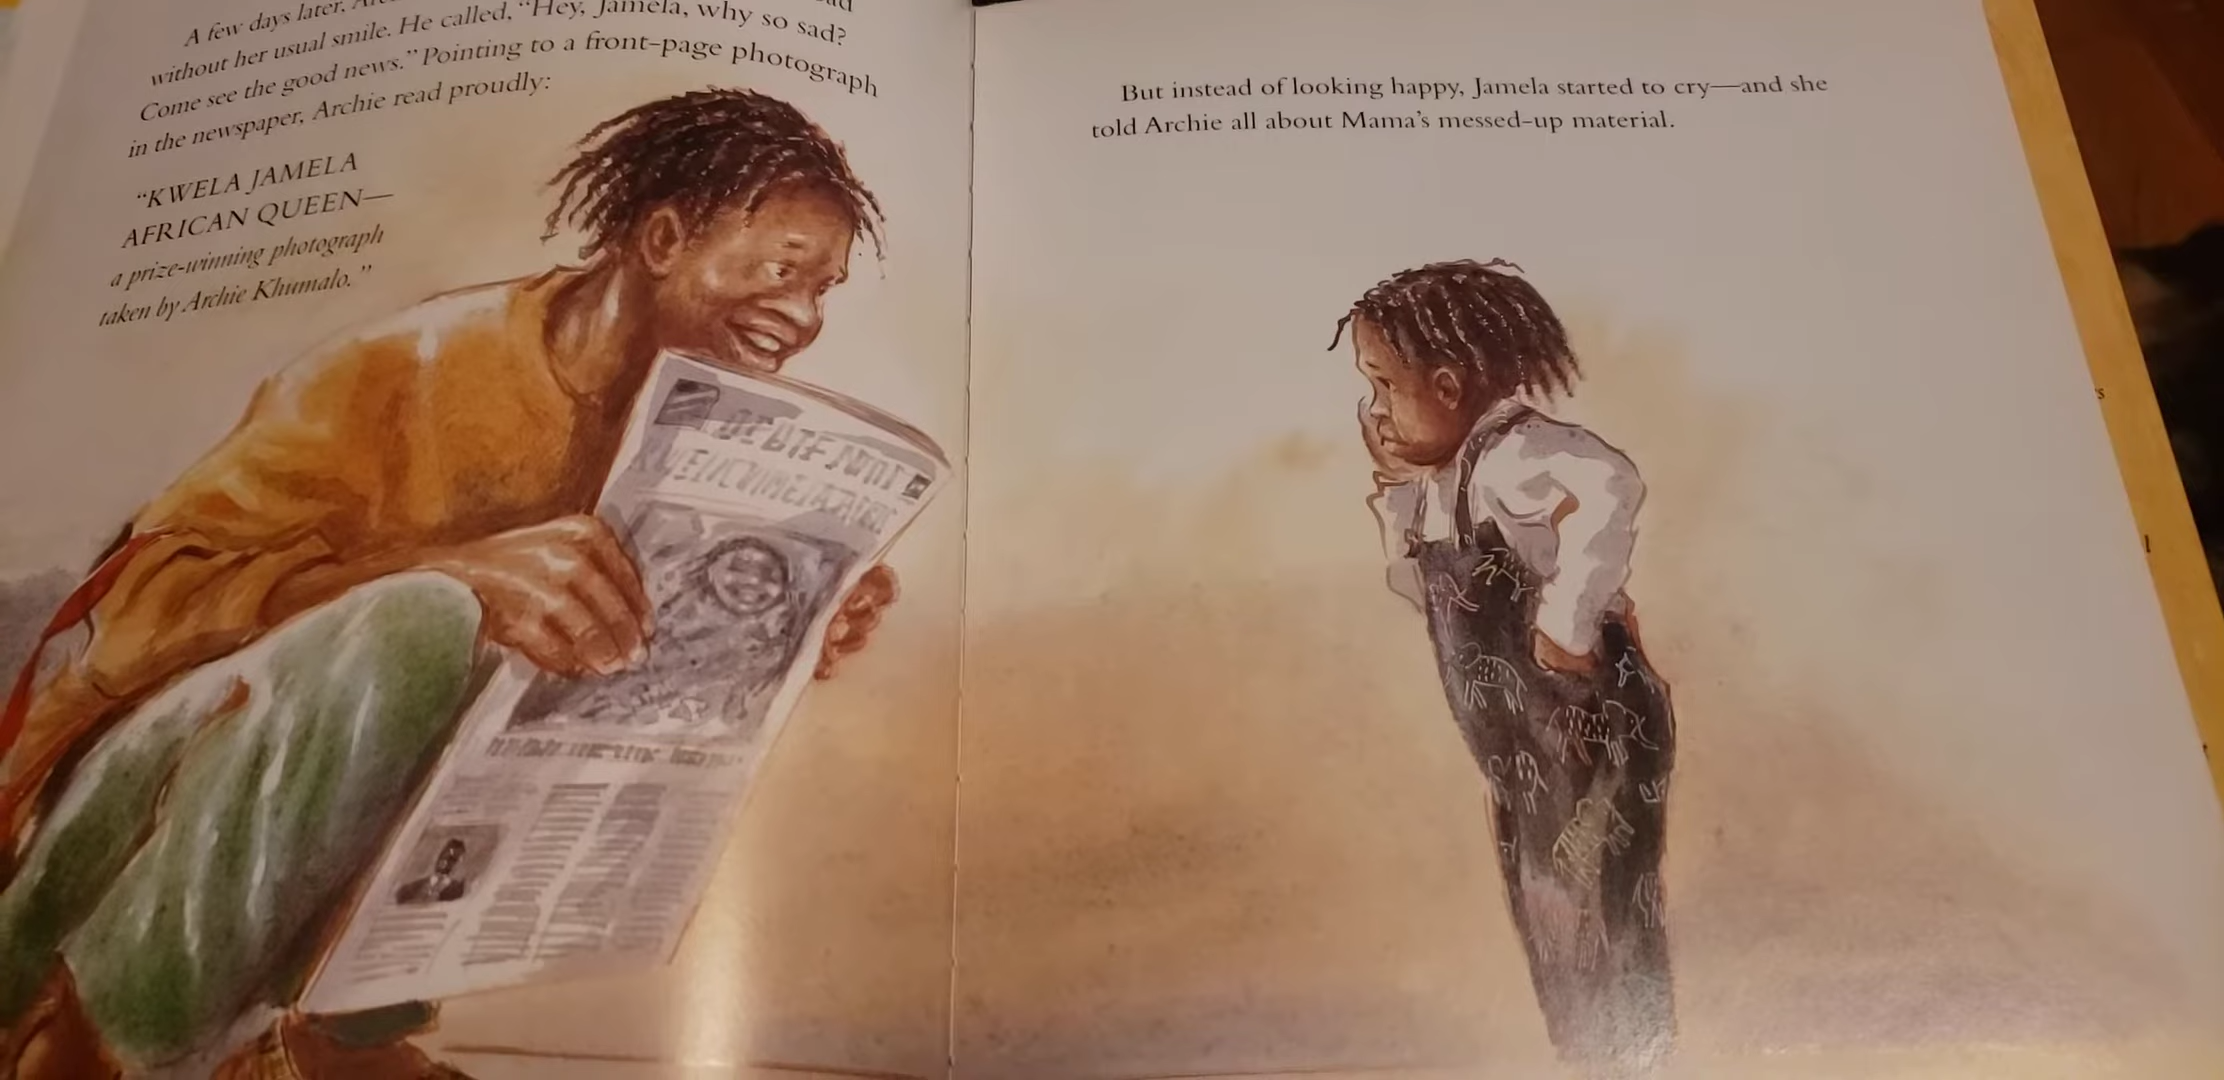 A few days later,
without her usual smile. He called, “Hey, Jamela, why so sad?
Come see the good news.” Pointing to a front-page photograph
in the newspaper, Archie read proudly:
“KWELA JAMELA
AFRICAN QUEEN—
a prize-winning photograph
taken by Archie Khumalo.”
But instead of looking happy, Jamela started to cry—and she
told Archie all about Mama’s messed-up material.